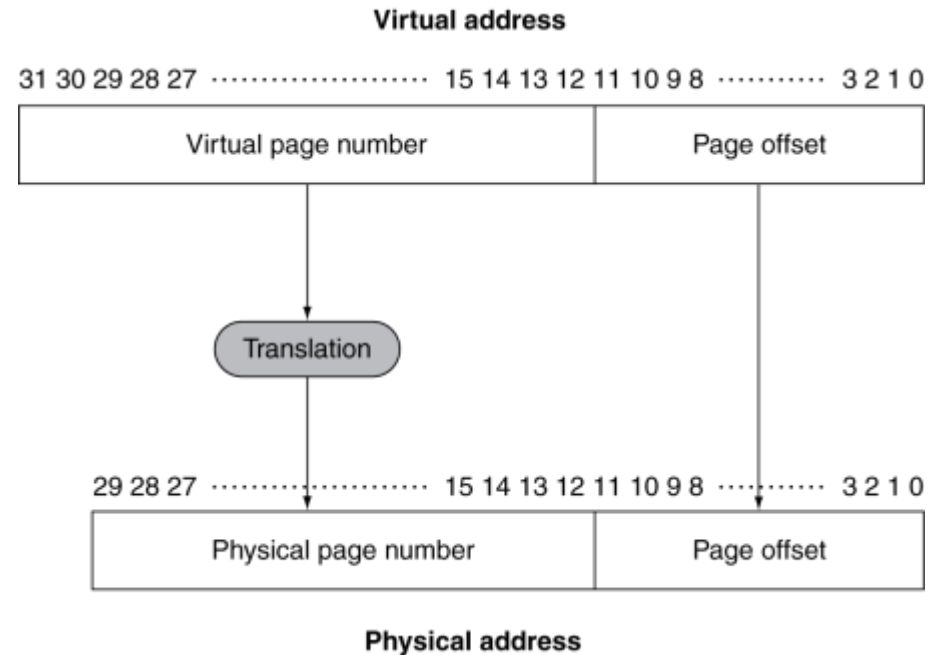 Virtual address
31 30 29 28 27 ····················· 15 14 13 12 11 10 9 8 ·········· 3 2 1 0
Virtual page number Page offset
Translation
29 28 27 ····················· 15 14 13 12 11 10 9 8 ·········· 3 2 1 0
Physical page number Page offset
Physical address